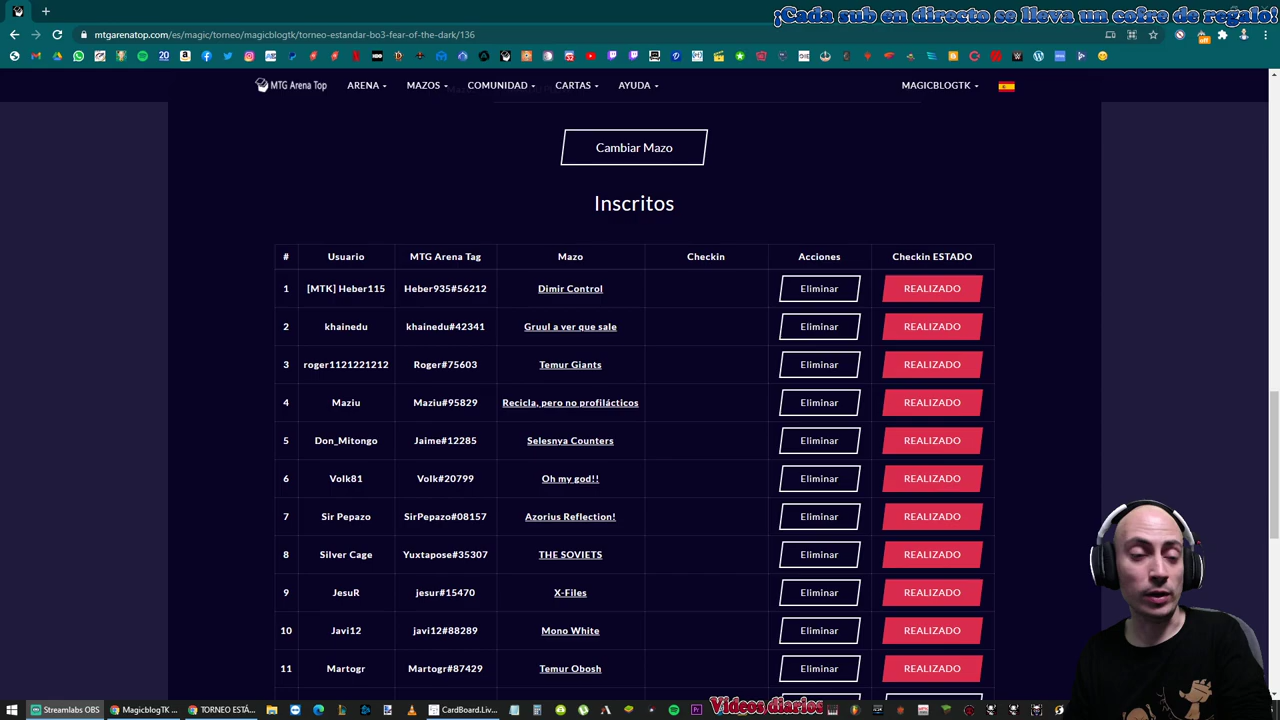 ¡Cada sub en directo se lleva un cofre de regalo!
mtgarenatop.com/es/magic/torneo/magicblogtk/torneo-estandar-bo3-fear-of-the-dark/136
off
MTG Arena Top ARENA MAZOS COMUNIDAD CARTAS AYUDA MAGICBLOGTK
Cambiar Mazo
Inscritos
# Usuario MTG Arena Tag Mazo Checkin Acciones Checkin ESTADO
1 [MTK] Heber115 Heber935#56212 Dimir Control Eliminar REALIZADO
2 khainedu khainedu#42341 Gruul a ver que sale Eliminar REALIZADO
3 roger1121221212 Roger#75603 Temur Giants Eliminar REALIZADO
4 Maziu Maziu#95829 Recicla, pero no profilácticos Eliminar REALIZADO
5 Don_Mitongo Jaime#12285 Selesnya Counters Eliminar REALIZADO
6 Volk81 Volk#20799 Oh my god!! Eliminar REALIZADO
7 Sir Pepazo SirPepazo#08157 Azorius Reflection! Eliminar REALIZADO
8 Silver Cage Yuxtapose#35307 THE SOVIETS Eliminar REALIZADO
9 JesuR jesur#15470 X-Files Eliminar REALIZADO
10 Javi12 javi12#88289 Mono White Eliminar REALIZADO
11 Martogr Martogr#87429 Temur Obosh Eliminar REALIZADO
Streamlabs OBS MagicblogTK TORNEO ESTÁ CardBoard.Liv... Videos diarios